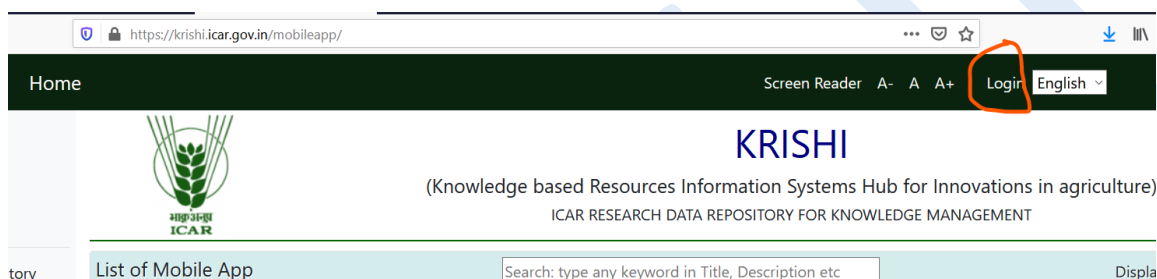 https://krishi.icar.gov.in/mobileapp/
Home Screen Reader A- A A+ Login English
KRISHI
(Knowledge based Resources Information Systems Hub for Innovations in agriculture)
ICAR RESEARCH DATA REPOSITORY FOR KNOWLEDGE MANAGEMENT
भाकृअनुप
ICAR
tory List of Mobile App Search: type any keyword in Title, Description etc Displa